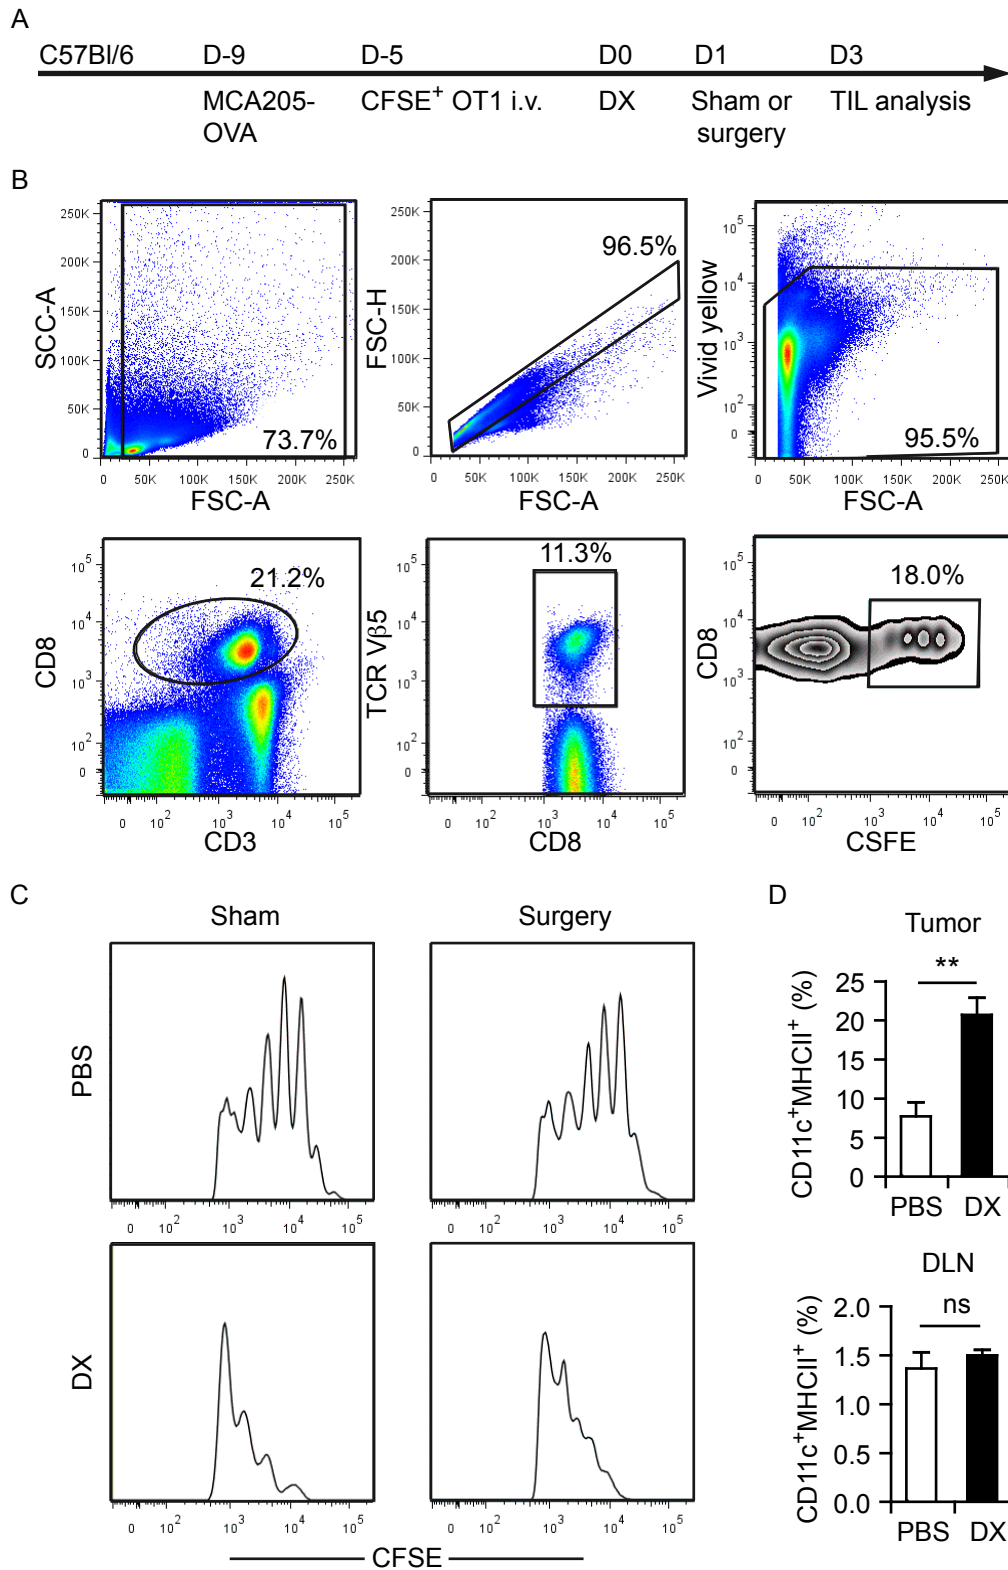 A
C57Bl/6 D-9 D-5 D0 D1 D3
MCA205- CFSE+ OT1 i.v. DX Sham or TIL analysis
OVA surgery
B
250K
200K
150K
100K
50K
0
SCC-A
73.7%
0 50K 100K 150K 200K 250K
FSC-A
250K
200K
150K
100K
50K
0
FSC-H
96.5%
0 50K 100K 150K 200K 250K
FSC-A
10^5
10^4
10^3
10^2
0
Vivid yellow
95.5%
0 50K 100K 150K 200K 250K
FSC-A
10^5
10^4
10^3
10^2
0
CD8
21.2%
0 10^2 10^3 10^4 10^5
CD3
10^5
10^4
10^3
10^2
0
TCR Vβ5
11.3%
0 10^2 10^3 10^4 10^5
CD8
10^5
10^4
10^3
10^2
0
CD8
18.0%
0 10^2 10^3 10^4 10^5
CSFE
C
Sham Surgery
PBS
0 10^2 10^3 10^4 10^5
0 10^2 10^3 10^4 10^5
DX
0 10^2 10^3 10^4 10^5
0 10^2 10^3 10^4 10^5
CFSE
D
Tumor
**
CD11c+MHCII+ (%)
25
20
15
10
5
0
PBS DX
DLN
ns
CD11c+MHCII+ (%)
2.0
1.5
1.0
0.5
0.0
PBS DX